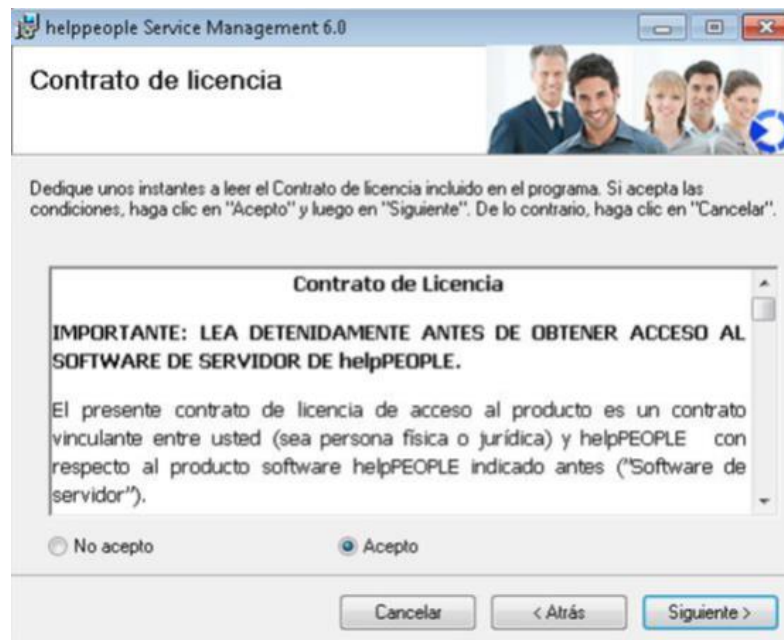 helppeople Service Management 6.0
Contrato de licencia
Dedique unos instantes a leer el Contrato de licencia incluido en el programa. Si acepta las
condiciones, haga clic en "Acepto" y luego en "Siguiente". De lo contrario, haga clic en "Cancelar".
Contrato de Licencia
IMPORTANTE: LEA DETENIDAMENTE ANTES DE OBTENER ACCESO AL
SOFTWARE DE SERVIDOR DE helpPEOPLE.
El presente contrato de licencia de acceso al producto es un contrato
vinculante entre usted (sea persona física o jurídica) y helpPEOPLE con
respecto al producto software helpPEOPLE indicado antes ("Software de
servidor").
No acepto Acepto
Cancelar < Atrás Siguiente >